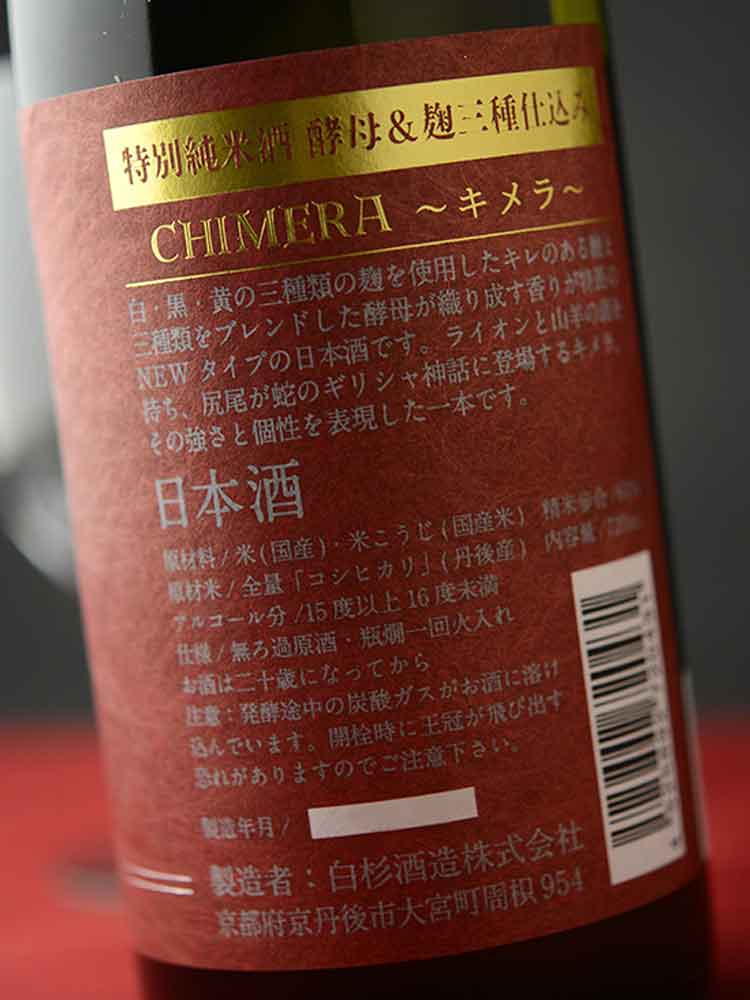 特別純米酒 酵母&麹三種仕込み
CHIMERA ～キメラ～
白・黒・黄の三種類の麹を使用したキレのある酸と
三種類をブレンドした酵母が織り成す香りが特徴の
NEWタイプの日本酒です。ライオンと山羊の頭を
持ち、尻尾が蛇のギリシャ神話に登場するキメラ。
その強さと個性を表現した一本です。
日本酒
原材料/米(国産)・米こうじ(国産米) 精米歩合
原材米/全量「コシヒカリ」(丹後産) 内容量/720ml
アルコール分/15度以上16度未満
仕様/無ろ過原酒・瓶燗一回火入れ
お酒は二十歳になってから
注意:発酵途中の炭酸ガスがお酒に溶け
込んでいます。開栓時に王冠が飛び出す
恐れがありますのでご注意下さい。
製造年月/
製造者:白杉酒造株式会社
京都府京丹後市大宮町周枳954